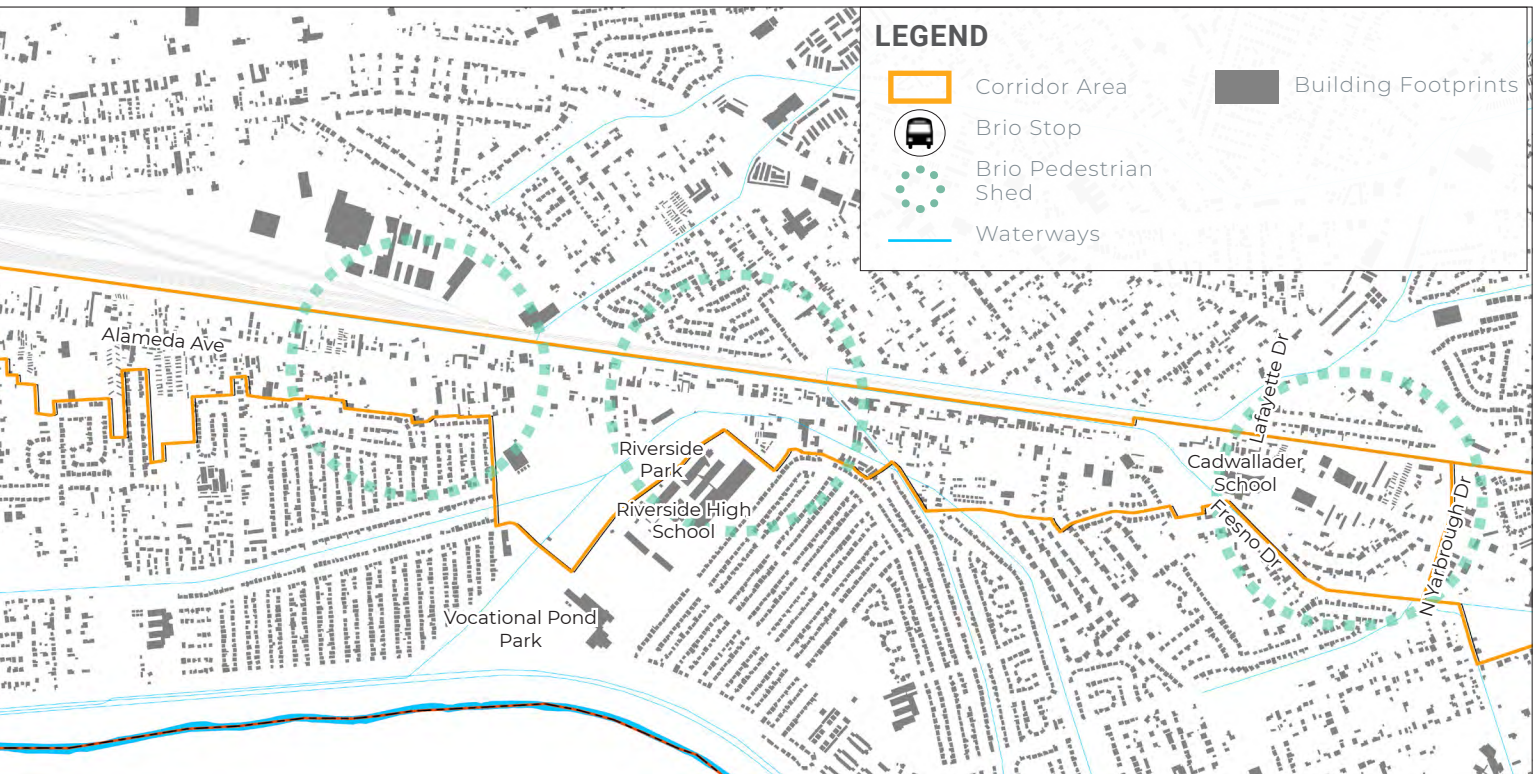 LEGEND
Corridor Area
Building Footprints
Brio Stop
Brio Pedestrian
Shed
Waterways
Alameda Ave
Lafayette Dr
Riverside
Park
Cadwallader
School
Riverside High
School
Fresno Dr
N Yarbrough Dr
Vocational Pond
Park